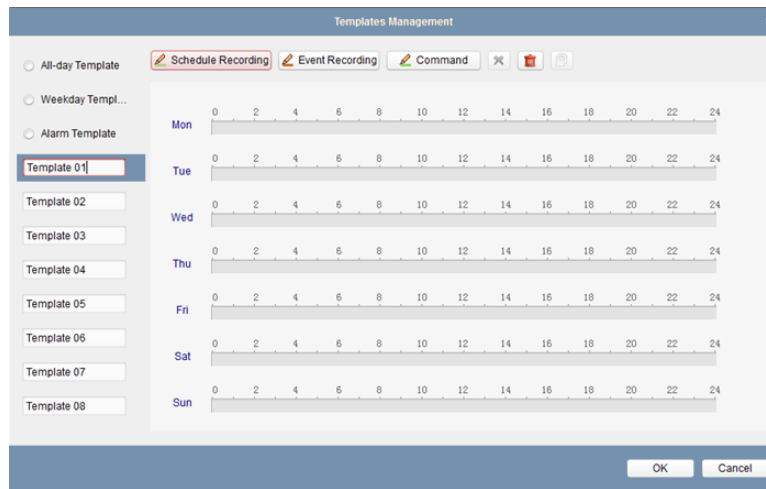 Templates Management
All-day Template
Weekday Templ...
Alarm Template
Template 01
Template 02
Template 03
Template 04
Template 05
Template 06
Template 07
Template 08
Schedule Recording Event Recording Command
0 2 4 6 8 10 12 14 16 18 20 22 24
Mon
0 2 4 6 8 10 12 14 16 18 20 22 24
Tue
0 2 4 6 8 10 12 14 16 18 20 22 24
Wed
0 2 4 6 8 10 12 14 16 18 20 22 24
Thu
0 2 4 6 8 10 12 14 16 18 20 22 24
Fri
0 2 4 6 8 10 12 14 16 18 20 22 24
Sat
0 2 4 6 8 10 12 14 16 18 20 22 24
Sun
OK Cancel